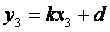 y₃ = kx₃ + d